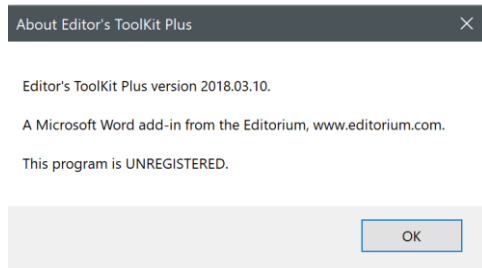 About Editor's ToolKit Plus
Editor's ToolKit Plus version 2018.03.10.
A Microsoft Word add-in from the Editorium, www.editorium.com.
This program is UNREGISTERED.
OK